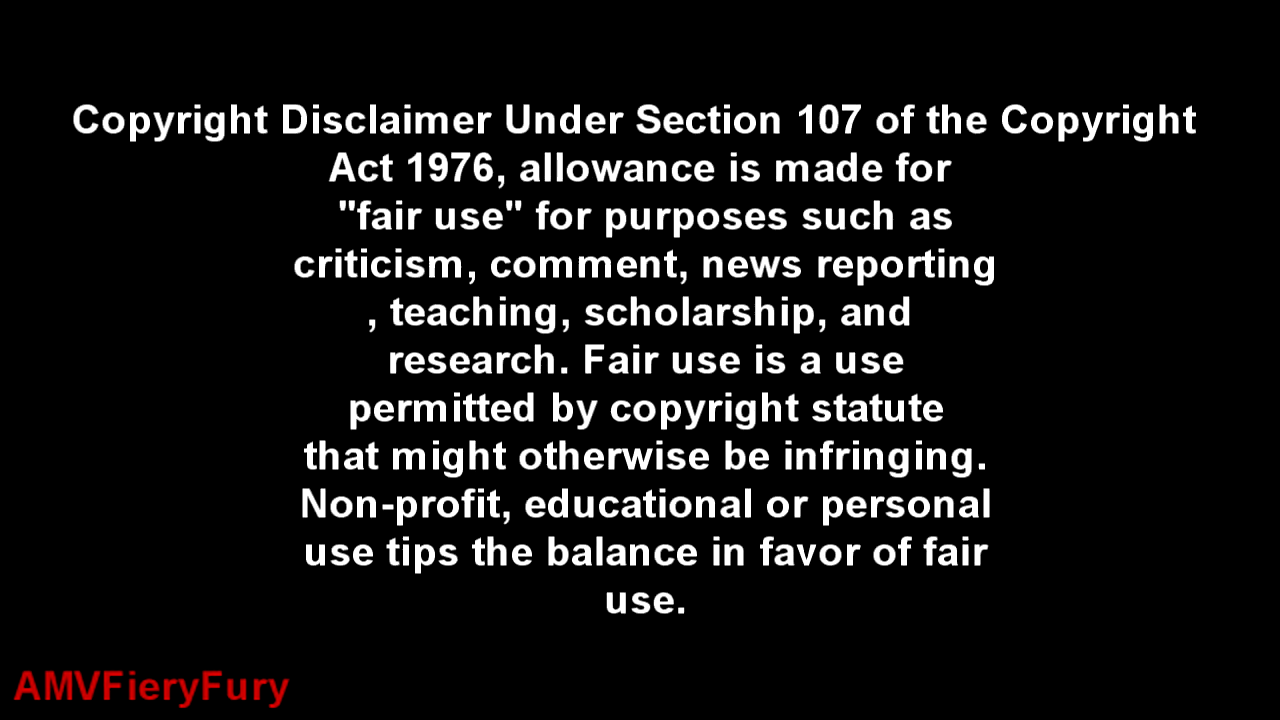 Copyright Disclaimer Under Section 107 of the Copyright
Act 1976, allowance is made for
"fair use" for purposes such as
criticism, comment, news reporting
, teaching, scholarship, and
research. Fair use is a use
permitted by copyright statute
that might otherwise be infringing.
Non-profit, educational or personal
use tips the balance in favor of fair
use.
AMVFieryFury